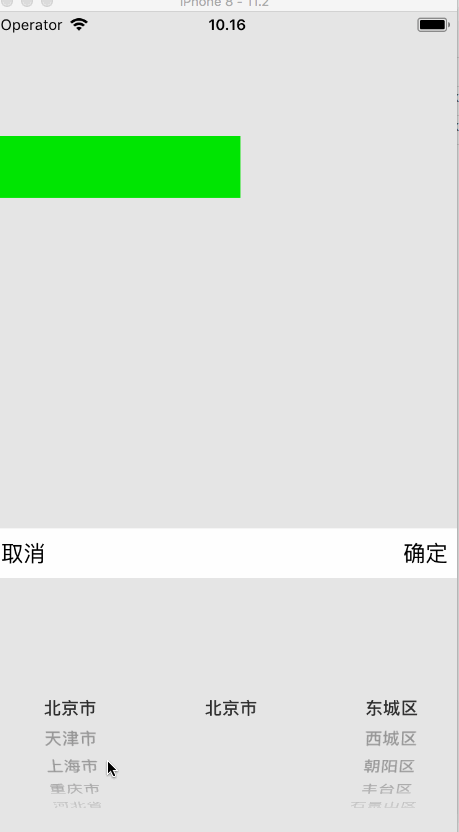 iPhone 8 - 11.2
Operator 10.16
取消 确定
北京市 北京市 东城区
天津市 西城区
上海市 朝阳区
重庆市 丰台区
河北省 石景山区